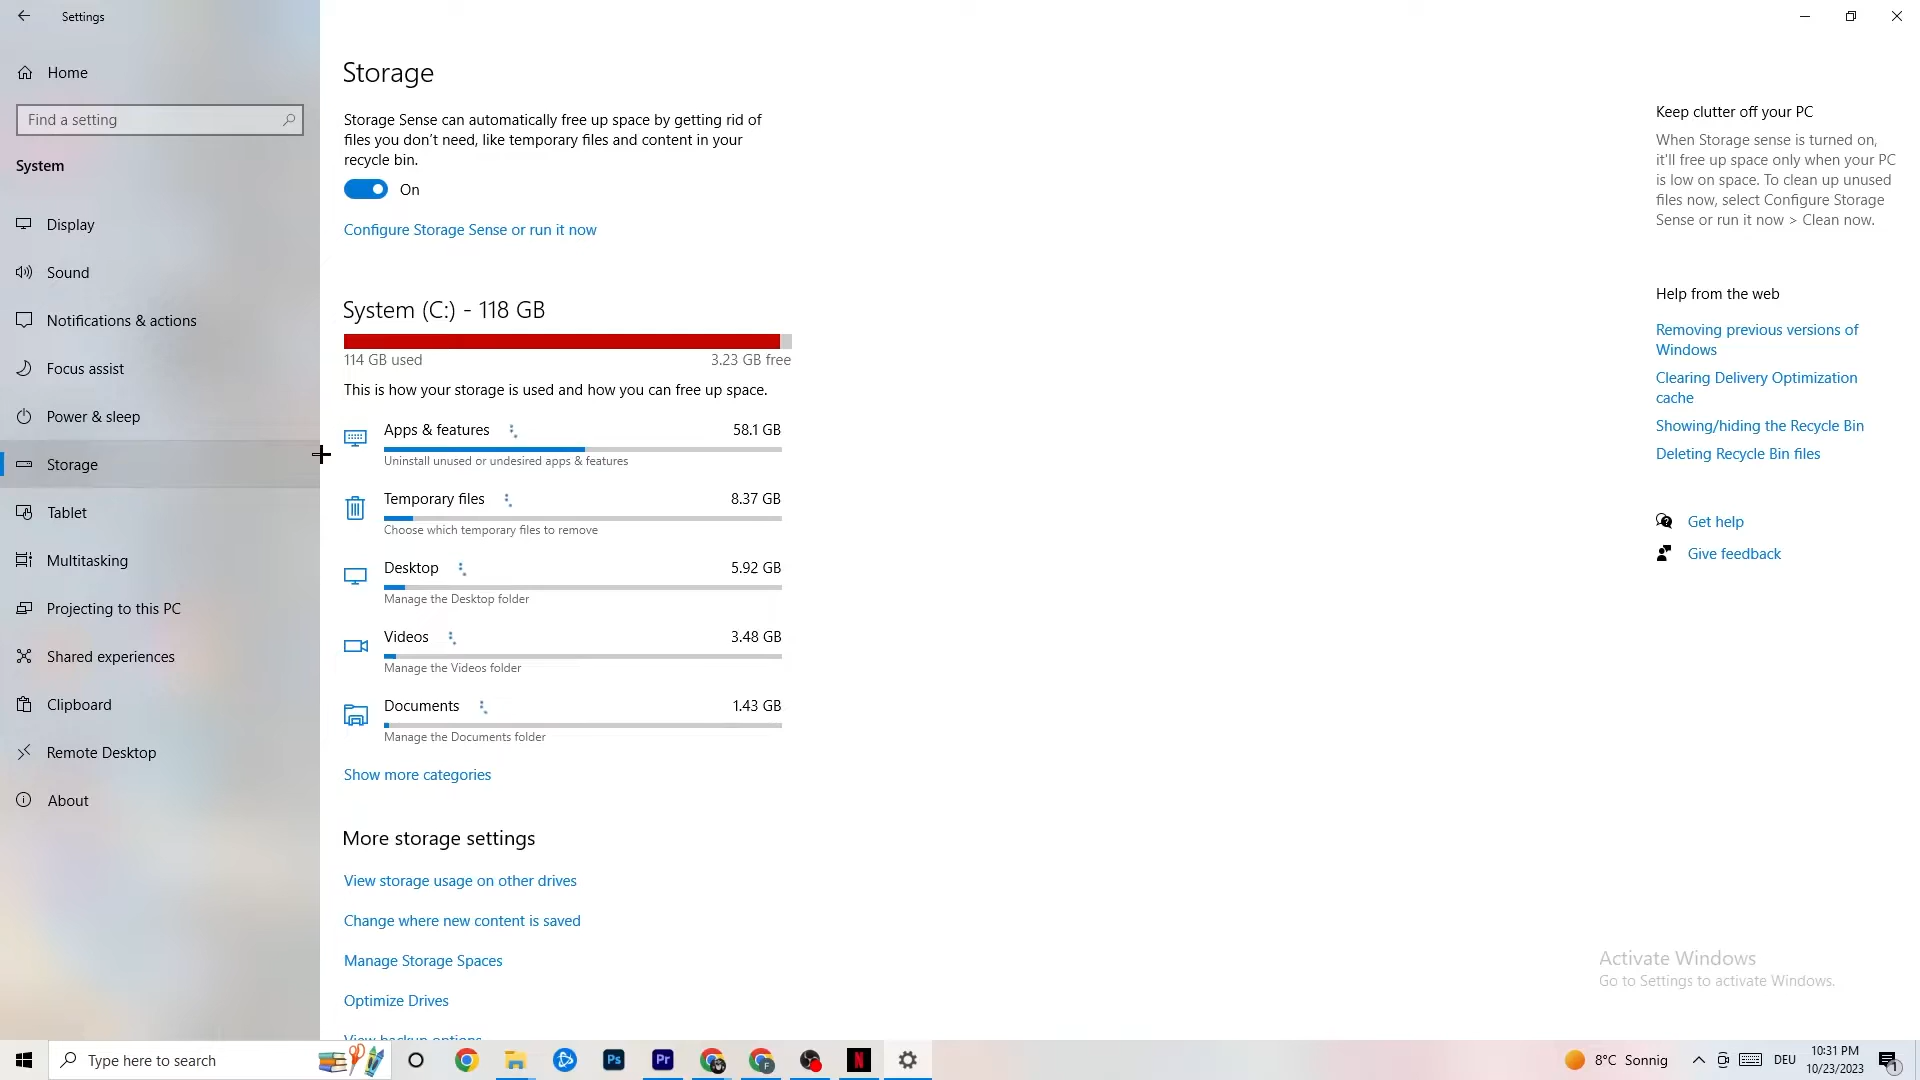 Settings
Home
Find a setting
System
Display
Sound
Notifications & actions
Focus assist
Power & sleep
Storage
Tablet
Multitasking
Projecting to this PC
Shared experiences
Clipboard
Remote Desktop
About
Storage
Storage Sense can automatically free up space by getting rid of
files you don't need, like temporary files and content in your
recycle bin.
On
Configure Storage Sense or run it now
System (C:) - 118 GB
114 GB used 3.23 GB free
This is how your storage is used and how you can free up space.
Apps & features 58.1 GB
Uninstall unused or undesired apps & features
Temporary files 8.37 GB
Choose which temporary files to remove
Desktop 5.92 GB
Manage the Desktop folder
Videos 3.48 GB
Manage the Videos folder
Documents 1.43 GB
Manage the Documents folder
Show more categories
More storage settings
View storage usage on other drives
Change where new content is saved
Manage Storage Spaces
Optimize Drives
View backup options
Keep clutter off your PC
When Storage sense is turned on,
it'll free up space only when your PC
is low on space. To clean up unused
files now, select Configure Storage
Sense or run it now > Clean now.
Help from the web
Removing previous versions of
Windows
Clearing Delivery Optimization
cache
Showing/hiding the Recycle Bin
Deleting Recycle Bin files
Get help
Give feedback
Activate Windows
Go to Settings to activate Windows.
Type here to search
Ps
Pr
F
N
8°C Sonnig
DEU
10:31 PM
10/23/2023
1